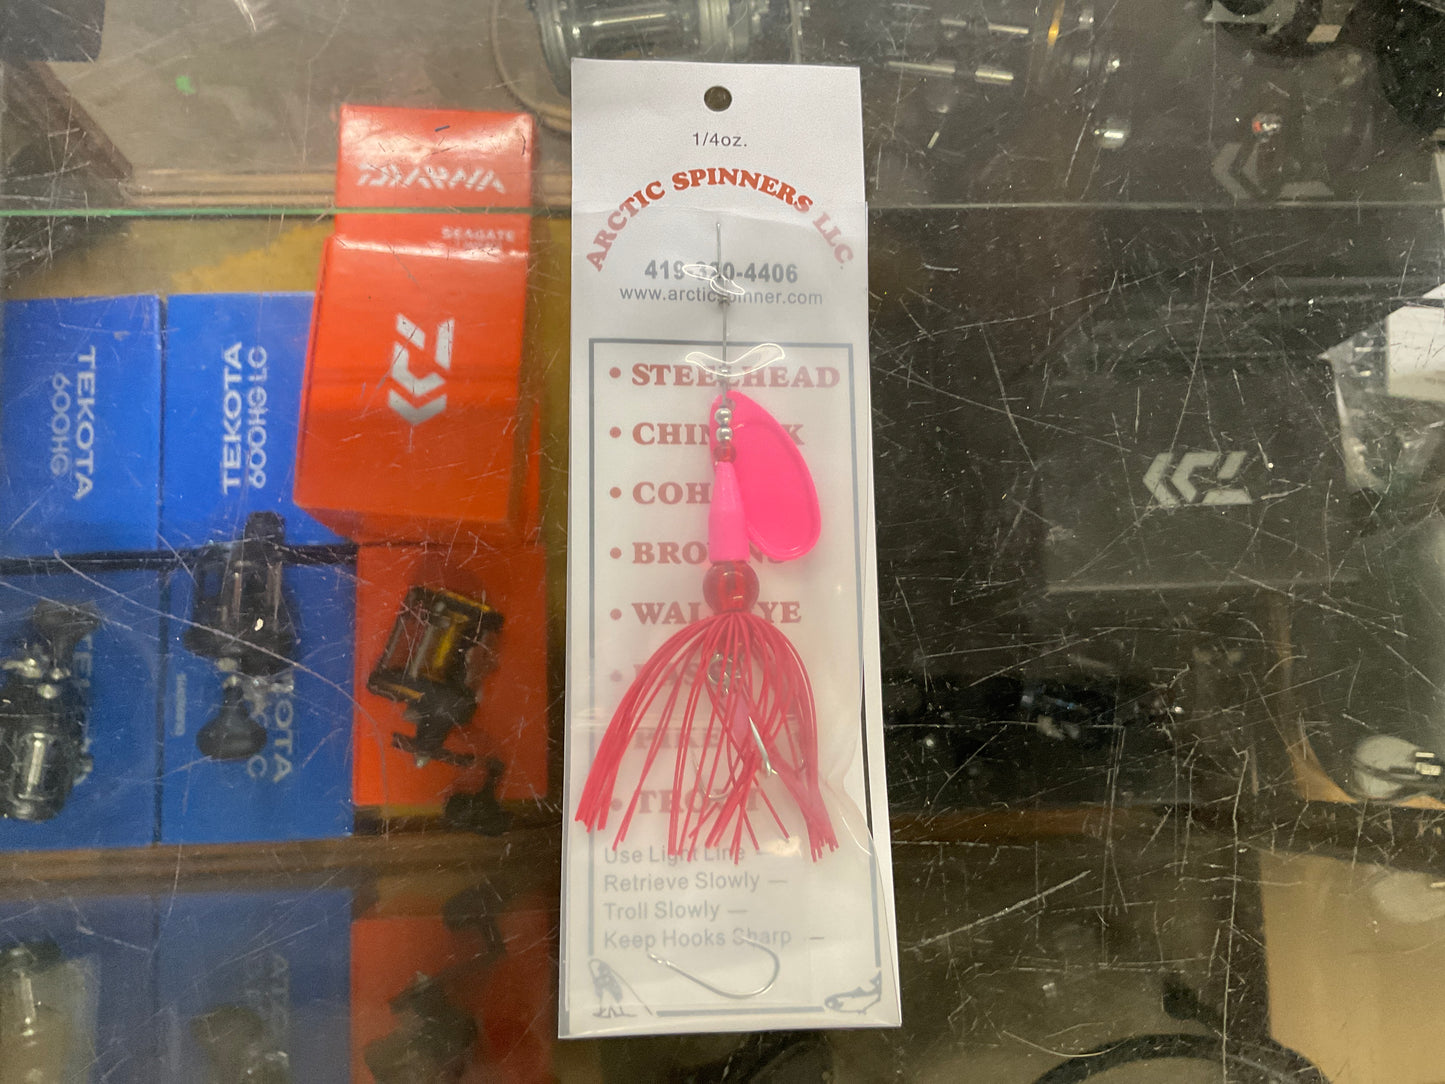 1/4oz.
ARCTIC SPINNERS LLC.
www.arcticspinner.com
• STEELHEAD
• WALLEYE
• TROUT
Use Light Line —
Retrieve Slowly —
Troll Slowly —
Keep Hooks Sharp —
DAIWA
SEAGATE
TEKOTA
600HG
TEKOTA
600HG LC